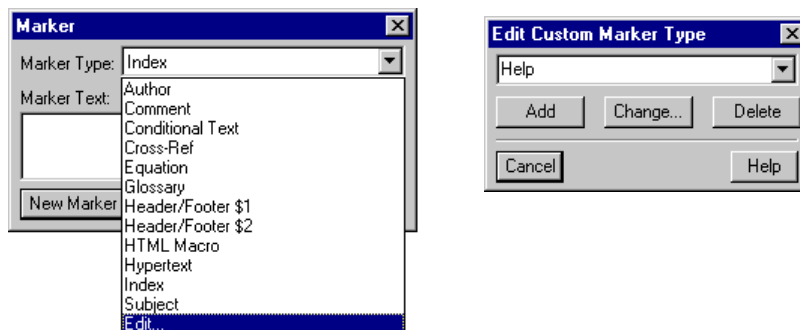 Marker
Marker Type: Index
Marker Text:
Author
Comment
Conditional Text
Cross-Ref
Equation
Glossary
Header/Footer $1
Header/Footer $2
HTML Macro
Hypertext
Index
Subject
Edit...
New Marker
Edit Custom Marker Type
Help
Add Change... Delete
Cancel Help